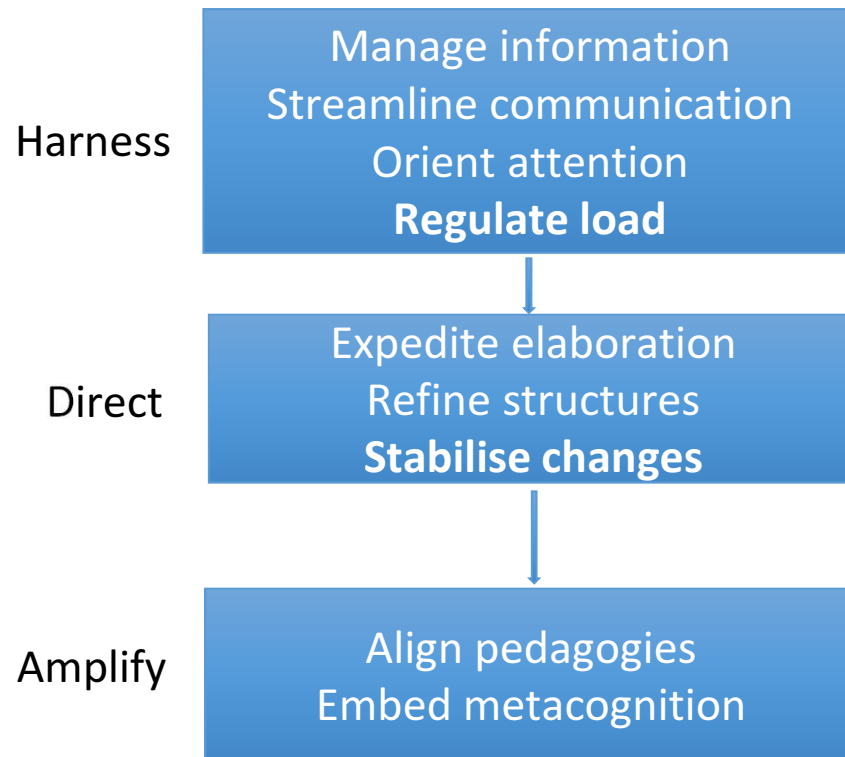 Harness
Manage information
Streamline communication
Orient attention
Regulate load
Direct
Expedite elaboration
Refine structures
Stabilise changes
Amplify
Align pedagogies
Embed metacognition